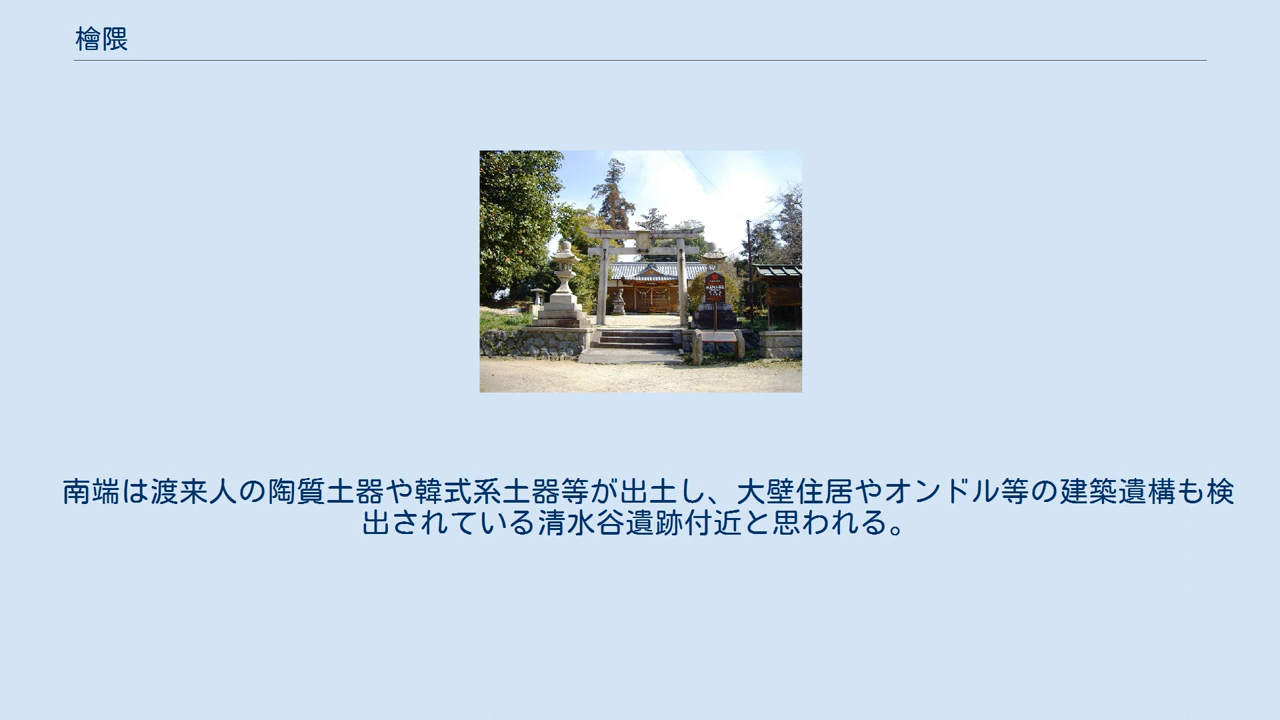 檜隈
南端は渡来人の陶質土器や韓式系土器等が出土し、大壁住居やオンドル等の建築遺構も検
出されている清水谷遺跡付近と思われる。